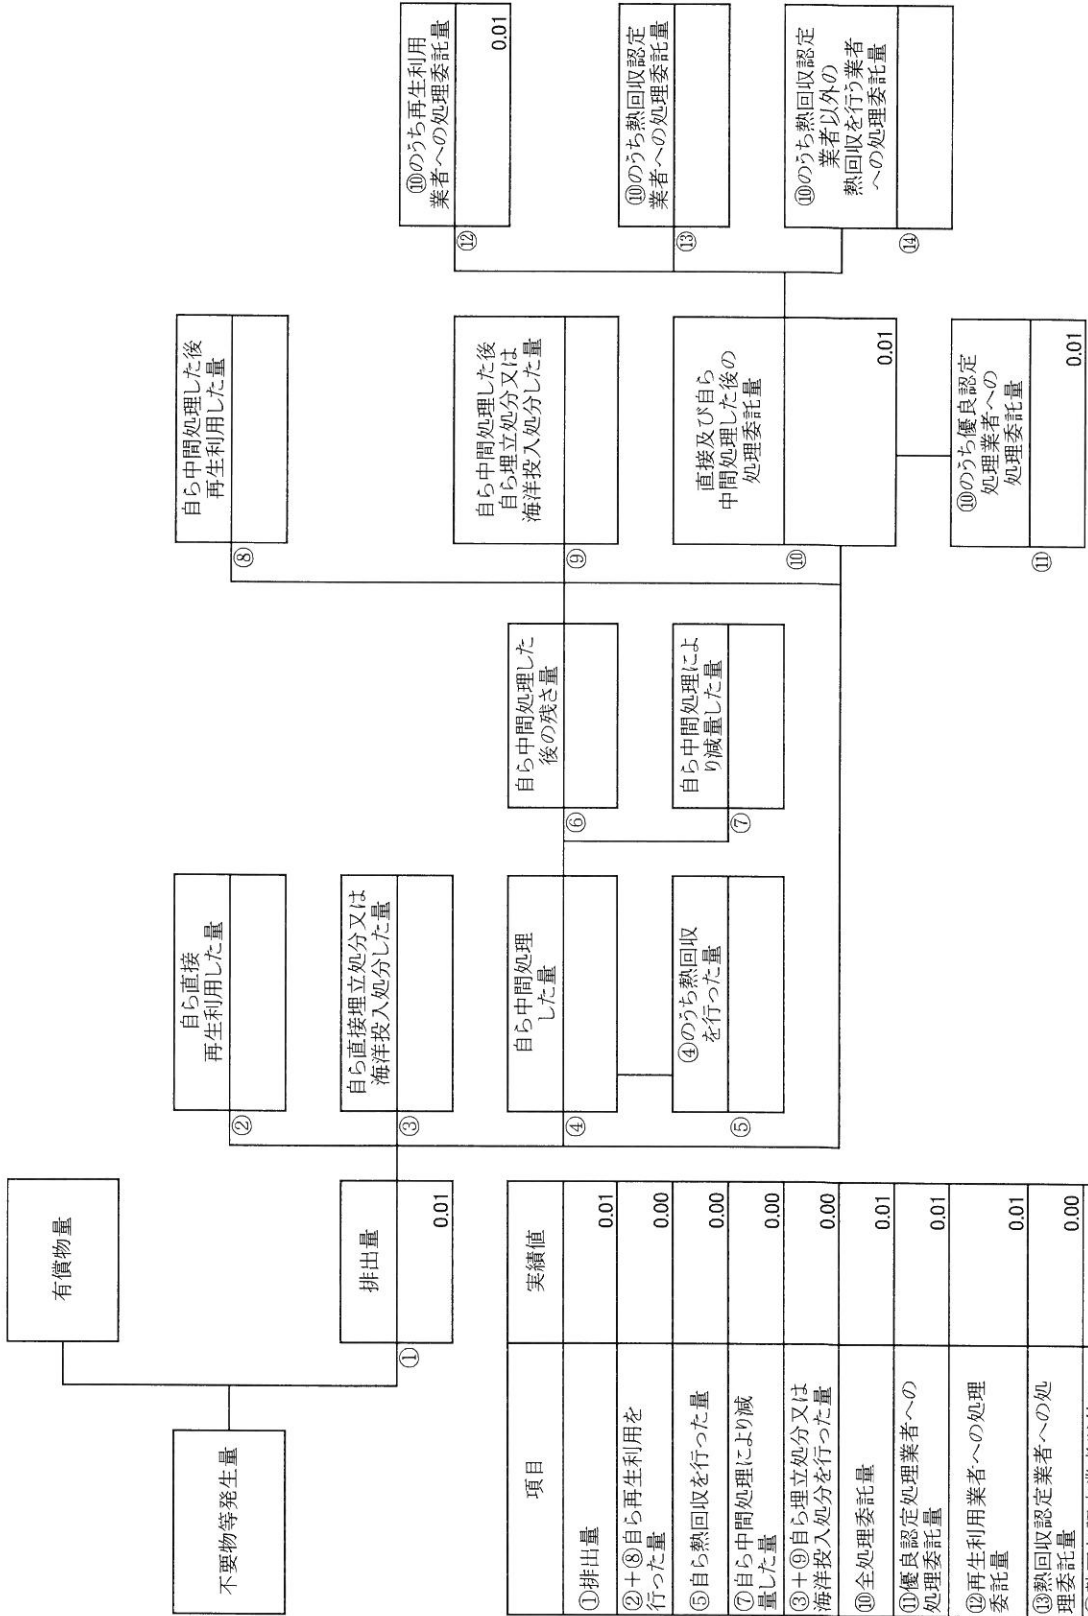 不要物等発生量
有償物量
①
排出量
0.01
②
自ら直接
再生利用した量
③
自ら直接埋立処分又は
海洋投入処分した量
④
自ら中間処理
した量
⑤
④のうち熱回収
を行った量
⑥
自ら中間処理した
後の残さ量
⑦
自ら中間処理によ
り減量した量
⑧
自ら中間処理した後
再生利用した量
⑨
自ら中間処理した後
自ら埋立処分又は
海洋投入処分した量
⑩
直接及び自ら
中間処理した後の
処理委託量
0.01
⑪
⑩のうち優良認定
処理業者への
処理委託量
0.01
⑫
⑩のうち再生利用
業者への処理委託量
0.01
⑬
⑩のうち熱回収認定
業者への処理委託量
⑭
⑩のうち熱回収認定
業者以外の
熱回収を行う業者
への処理委託量
項目
実績値
①排出量
0.01
②+⑧自ら再生利用を
行った量
0.00
⑤自ら熱回収を行った量
0.00
⑦自ら中間処理により減
量した量
0.00
③+⑨自ら埋立処分又は
海洋投入処分を行った量
0.00
⑩全処理委託量
0.01
⑪優良認定処理業者への
処理委託量
0.01
⑫再生利用業者への処理
委託量
0.01
⑬熱回収認定業者への処
理委託量
0.00